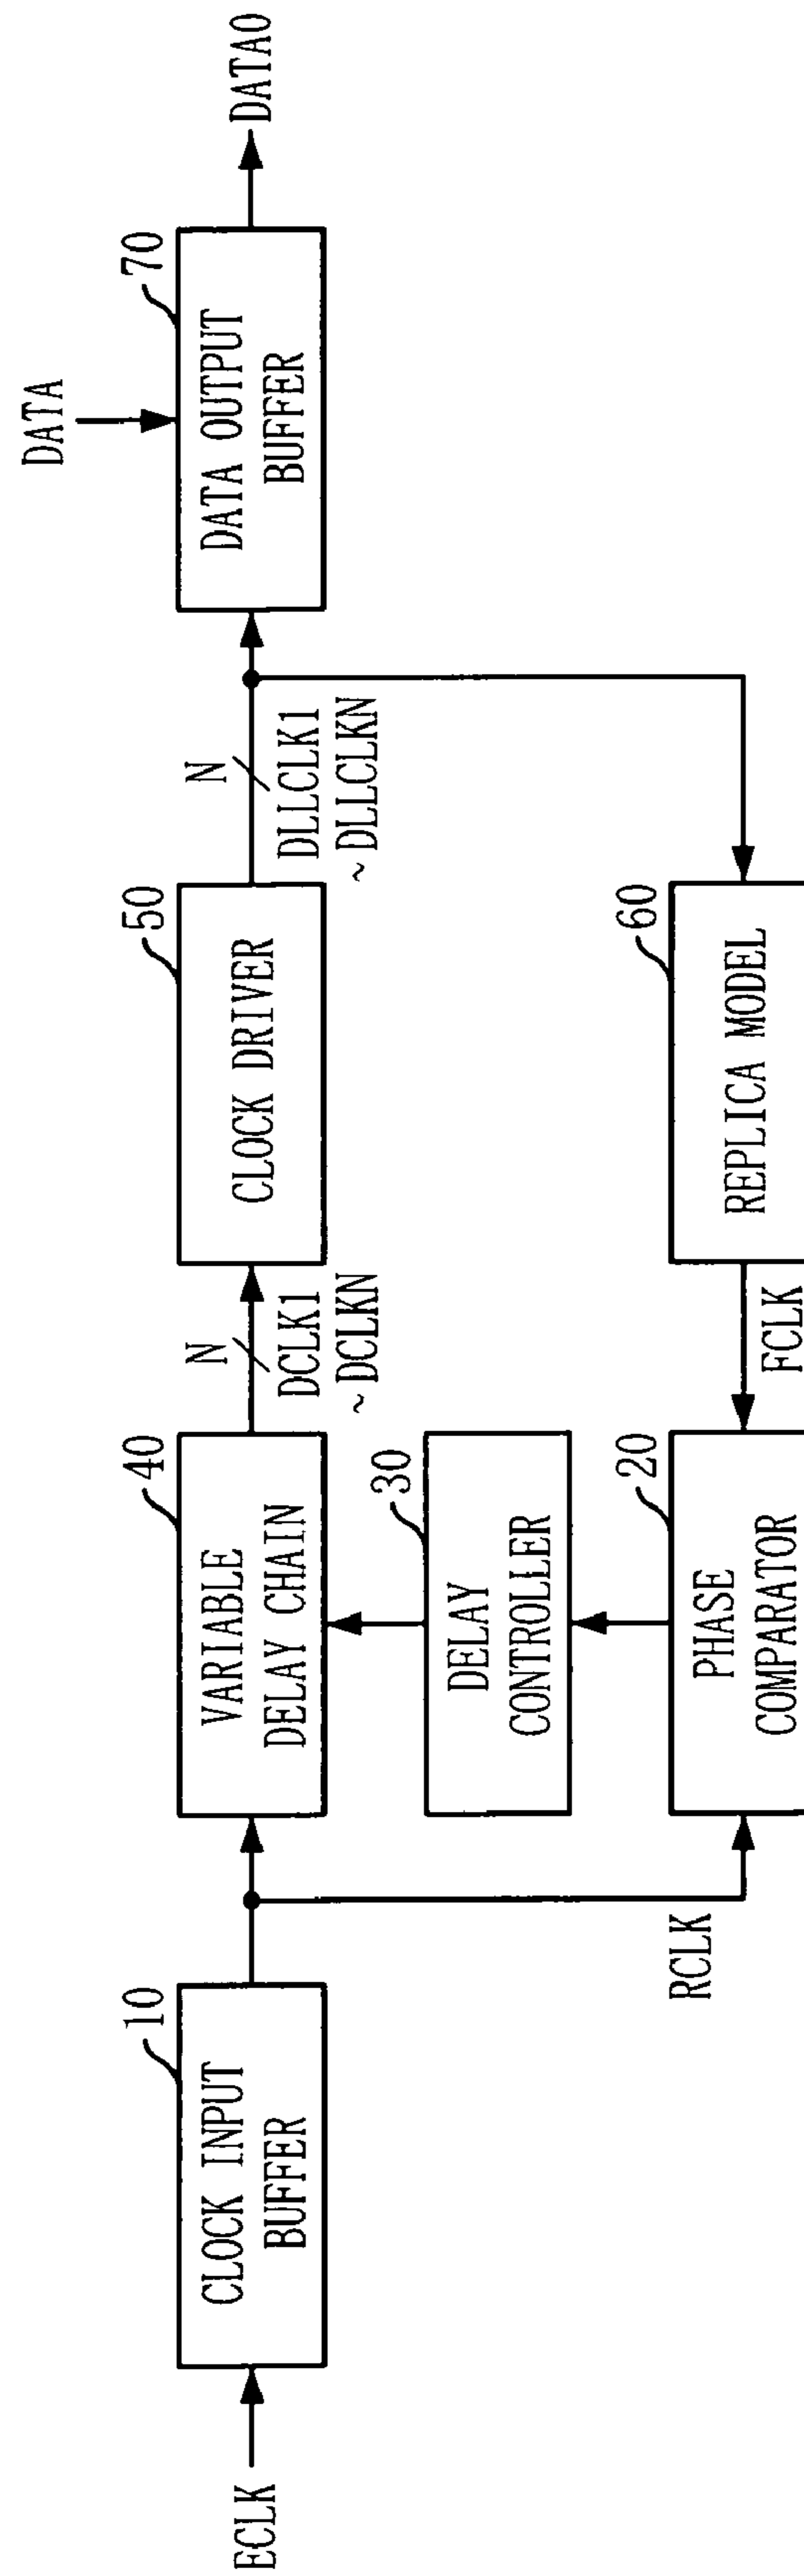 ECLK
10
CLOCK INPUT
BUFFER
RCLK
40
VARIABLE
DELAY CHAIN
30
DELAY
CONTROLLER
20
PHASE
COMPARATOR
N
DCLK1
~DCLKN
FCLK
50
CLOCK DRIVER
60
REPLICA MODEL
N
DLLCLK1
~DLLCLKN
70
DATA OUTPUT
BUFFER
DATA
DATAO